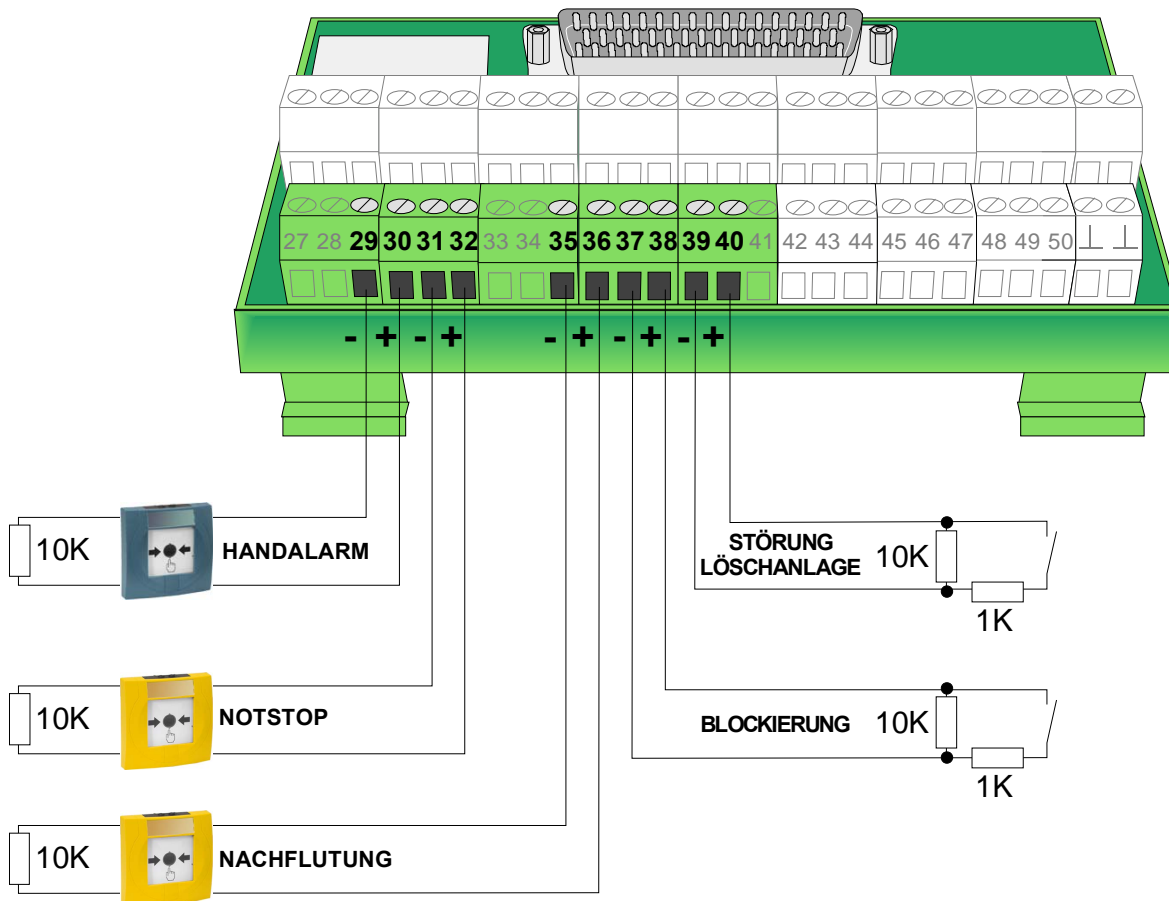 27 28 29 30 31 32 33 34 35 36 37 38 39 40 41 42 43 44 45 46 47 48 49 50
- + - + - + - + - +
10K HANDALARM
STÖRUNG
LÖSCHANLAGE
10K
1K
10K NOTSTOP
BLOCKIERUNG 10K
1K
10K NACHFLUTUNG